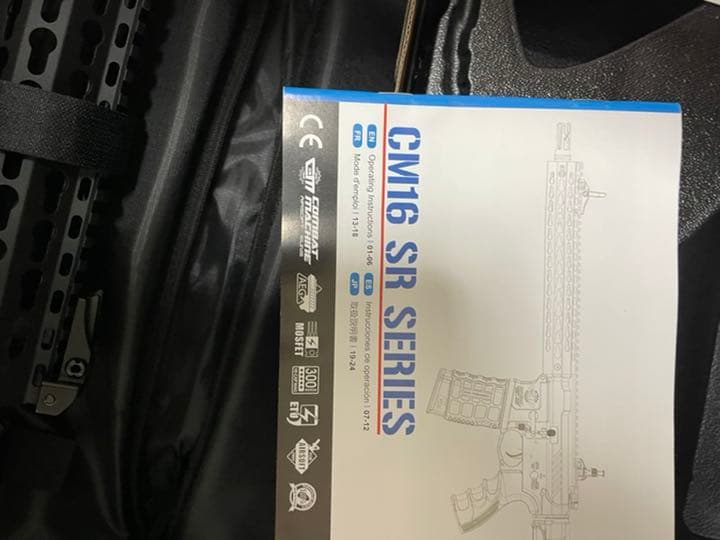 CM16 SR SERIES
EN Operating Instructions | 01-06 ES Instrucciones de operación | 07-12
FR Mode d'emploi | 13-18 JP 取扱説明書 | 19-24
CE CM COMBAT MACHINE AEG MOSFET 300 ETU AIRSOFT